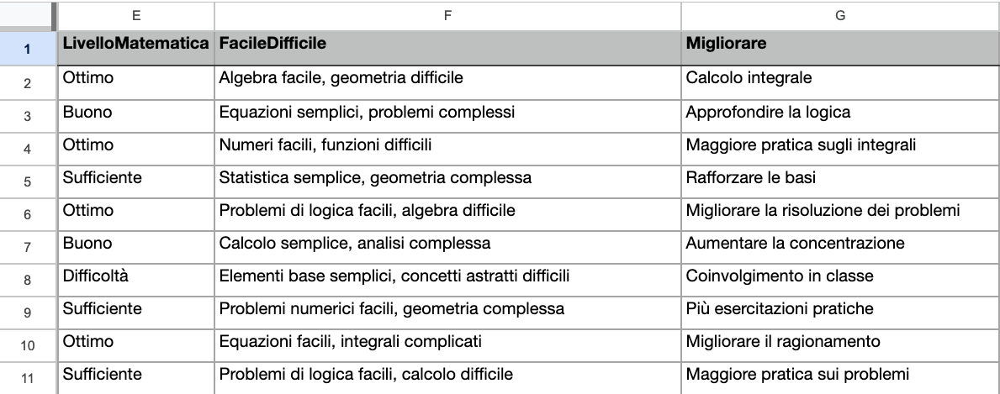 E F G
1 LivelloMatematica FacileDifficile Migliorare
2 Ottimo Algebra facile, geometria difficile Calcolo integrale
3 Buono Equazioni semplici, problemi complessi Approfondire la logica
4 Ottimo Numeri facili, funzioni difficili Maggiore pratica sugli integrali
5 Sufficiente Statistica semplice, geometria complessa Rafforzare le basi
6 Ottimo Problemi di logica facili, algebra difficile Migliorare la risoluzione dei problemi
7 Buono Calcolo semplice, analisi complessa Aumentare la concentrazione
8 Difficoltà Elementi base semplici, concetti astratti difficili Coinvolgimento in classe
9 Sufficiente Problemi numerici facili, geometria complessa Più esercitazioni pratiche
10 Ottimo Equazioni facili, integrali complicati Migliorare il ragionamento
11 Sufficiente Problemi di logica facili, calcolo difficile Maggiore pratica sui problemi